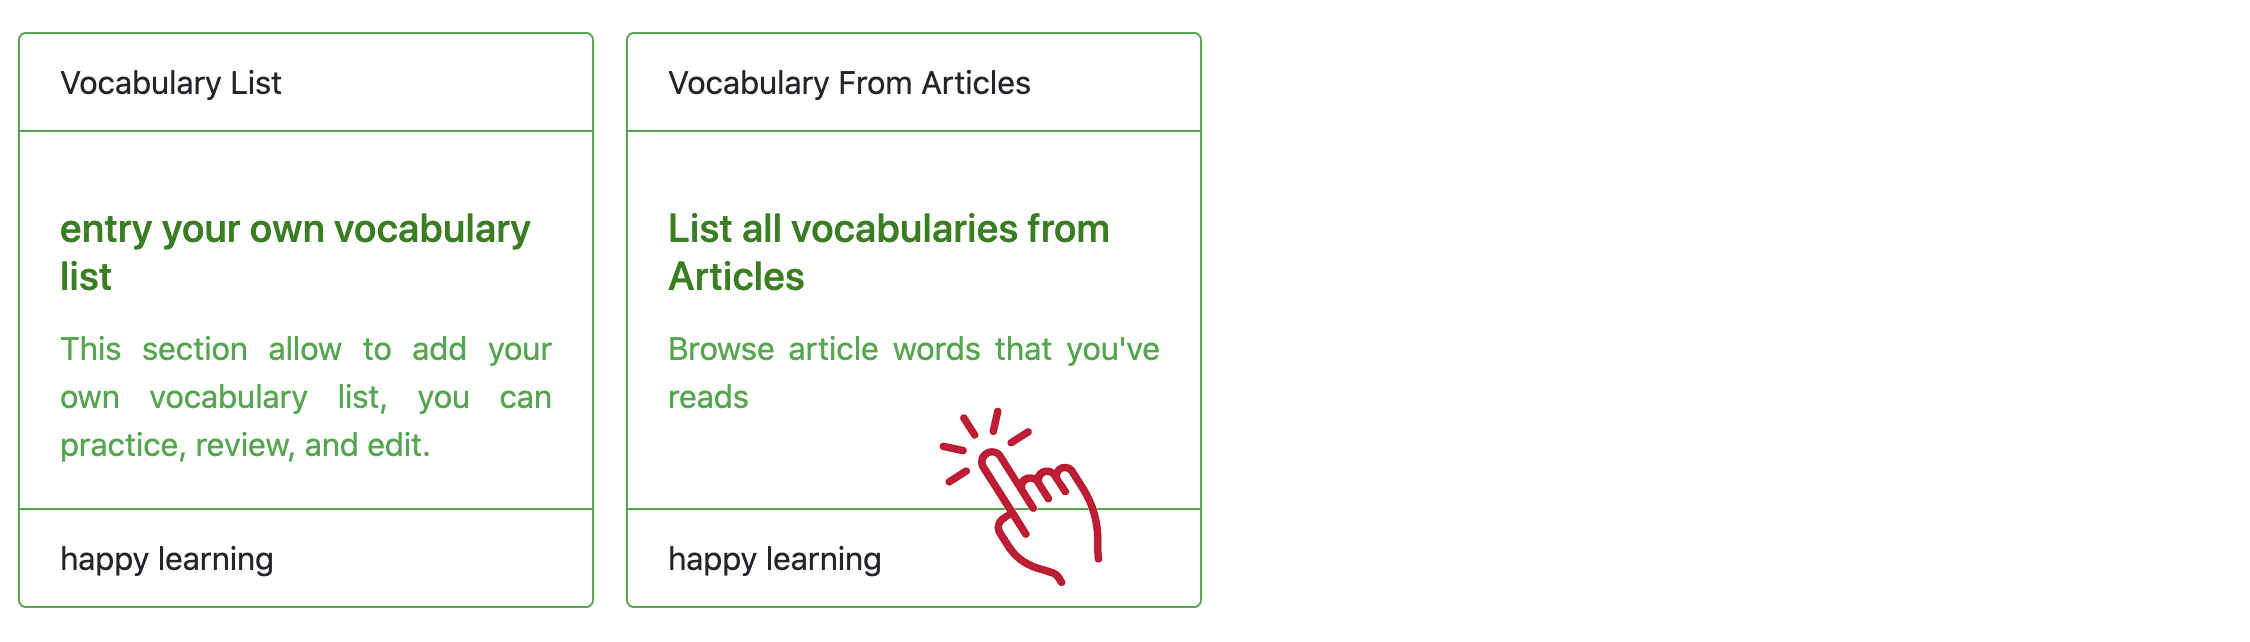 Vocabulary List
entry your own vocabulary
list
This section allow to add your
own vocabulary list, you can
practice, review, and edit.
happy learning
Vocabulary From Articles
List all vocabularies from
Articles
Browse article words that you've
reads
happy learning